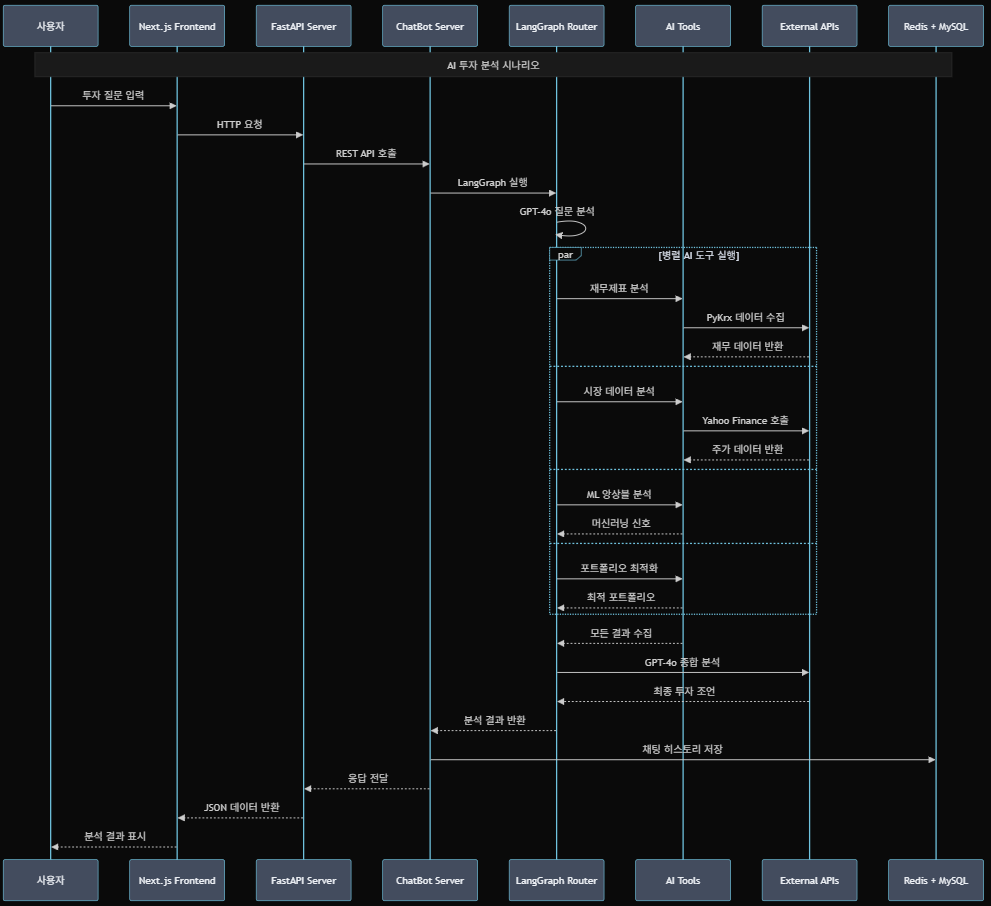 사용자
Next.js Frontend
FastAPI Server
ChatBot Server
LangGraph Router
AI Tools
External APIs
Redis + MySQL
AI 투자 분석 시나리오
투자 질문 입력
HTTP 요청
REST API 호출
LangGraph 실행
GPT-4o 질문 분석
par
[병렬 AI 도구 실행]
재무제표 분석
PyKrx 데이터 수집
재무 데이터 반환
시장 데이터 분석
Yahoo Finance 호출
주가 데이터 반환
ML 앙상블 분석
머신러닝 신호
포트폴리오 최적화
최적 포트폴리오
모든 결과 수집
GPT-4o 종합 분석
최종 투자 조언
분석 결과 반환
채팅 히스토리 저장
응답 전달
JSON 데이터 반환
분석 결과 표시
사용자
Next.js Frontend
FastAPI Server
ChatBot Server
LangGraph Router
AI Tools
External APIs
Redis + MySQL